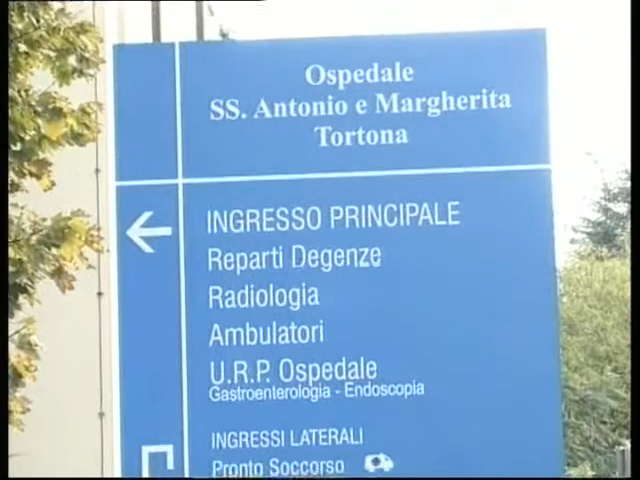 Ospedale
SS. Antonio e Margherita
Tortona
INGRESSO PRINCIPALE
Reparti Degenze
Radiologia
Ambulatori
U.R.P. Ospedale
Gastroenterologia - Endoscopia
INGRESSI LATERALI
Pronto Soccorso